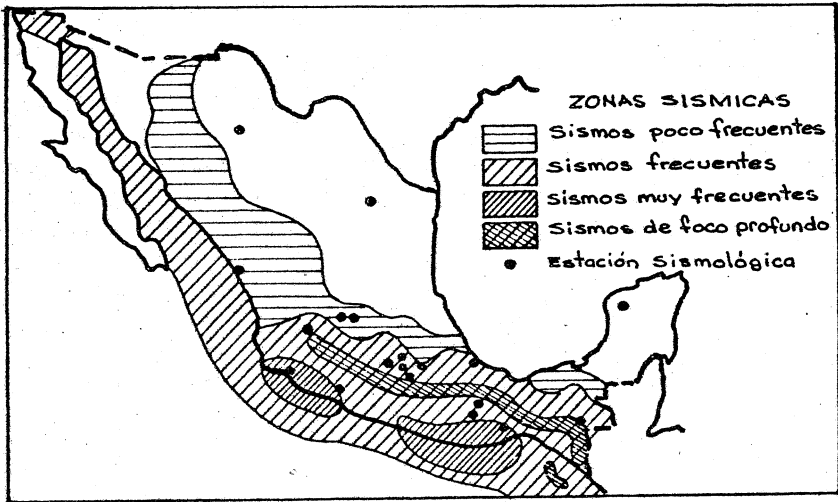 ZONAS SISMICAS
Sismos poco frecuentes
Sismos frecuentes
sismos muy frecuentes
Sismos de foco profundo
Estación Sismológica